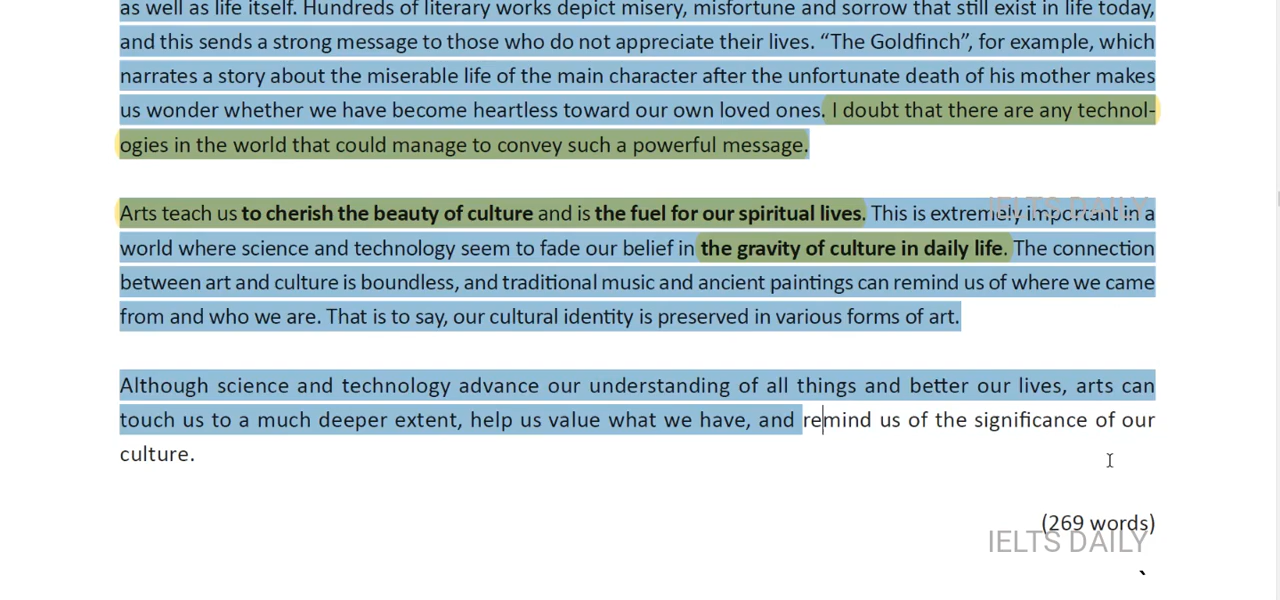 as well as life itself. Hundreds of literary works depict misery, misfortune and sorrow that still exist in life today,
and this sends a strong message to those who do not appreciate their lives. “The Goldfinch”, for example, which
narrates a story about the miserable life of the main character after the unfortunate death of his mother makes
us wonder whether we have become heartless toward our own loved ones. I doubt that there are any technol-
ogies in the world that could manage to convey such a powerful message.
Arts teach us to cherish the beauty of culture and is the fuel for our spiritual lives. This is extremely important in a
IELTS DAILY
world where science and technology seem to fade our belief in the gravity of culture in daily life. The connection
between art and culture is boundless, and traditional music and ancient paintings can remind us of where we came
from and who we are. That is to say, our cultural identity is preserved in various forms of art.
Although science and technology advance our understanding of all things and better our lives, arts can
touch us to a much deeper extent, help us value what we have, and remind us of the significance of our
culture.
(269 words)
IELTS DAILY